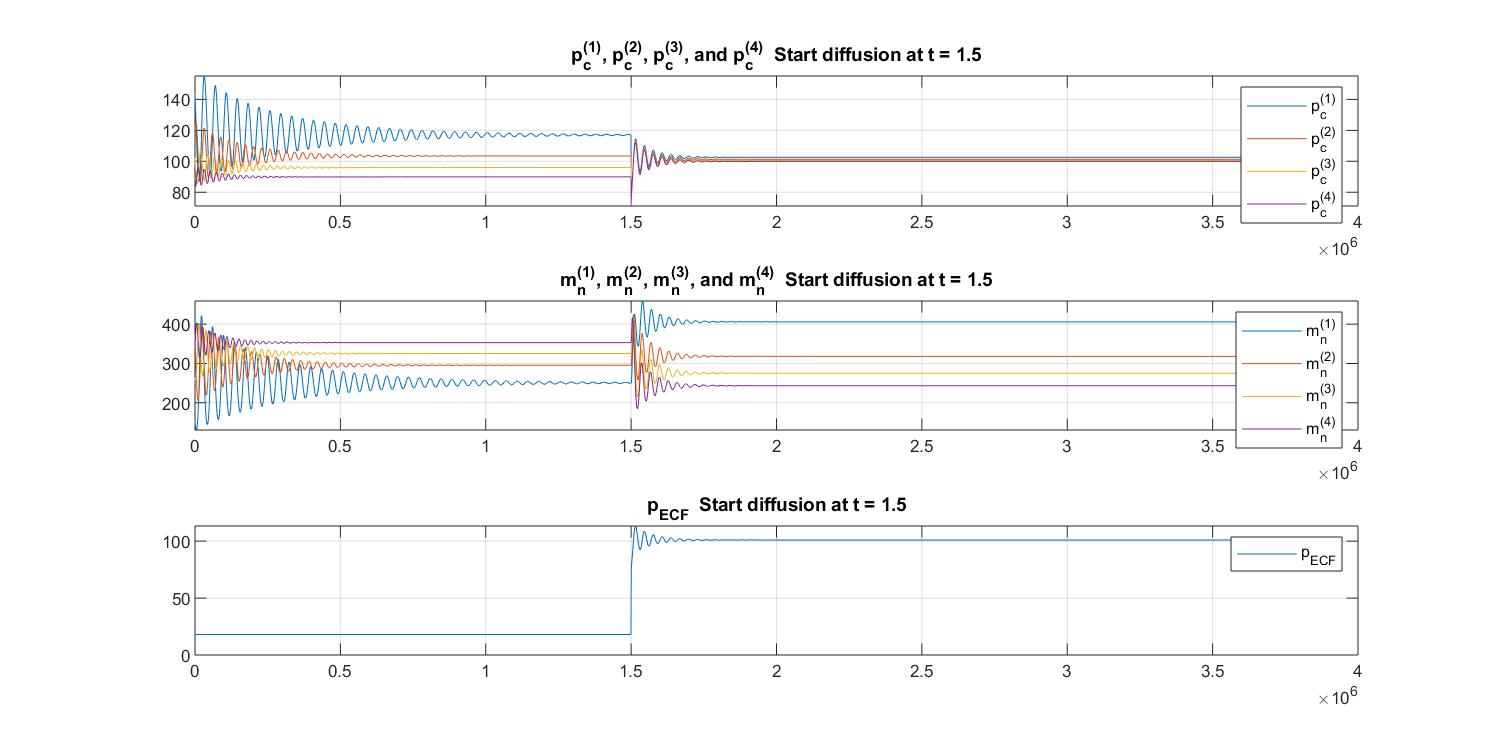 p_c^(1), p_c^(2), p_c^(3), and p_c^(4) Start diffusion at t = 1.5
140
120
100
80
0 0.5 1 1.5 2 2.5 3 3.5 4
×10^6
p_c^(1)
p_c^(2)
p_c^(3)
p_c^(4)
m_n^(1), m_n^(2), m_n^(3), and m_n^(4) Start diffusion at t = 1.5
400
300
200
0 0.5 1 1.5 2 2.5 3 3.5 4
×10^6
m_n^(1)
m_n^(2)
m_n^(3)
m_n^(4)
p_ECF Start diffusion at t = 1.5
100
50
0
0 0.5 1 1.5 2 2.5 3 3.5 4
×10^6
p_ECF